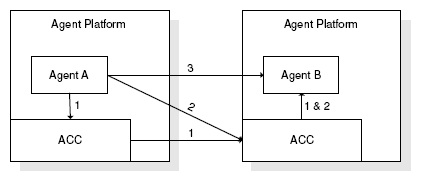 Agent Platform
Agent Platform
Agent A
3
Agent B
1
2
1 & 2
ACC
1
ACC